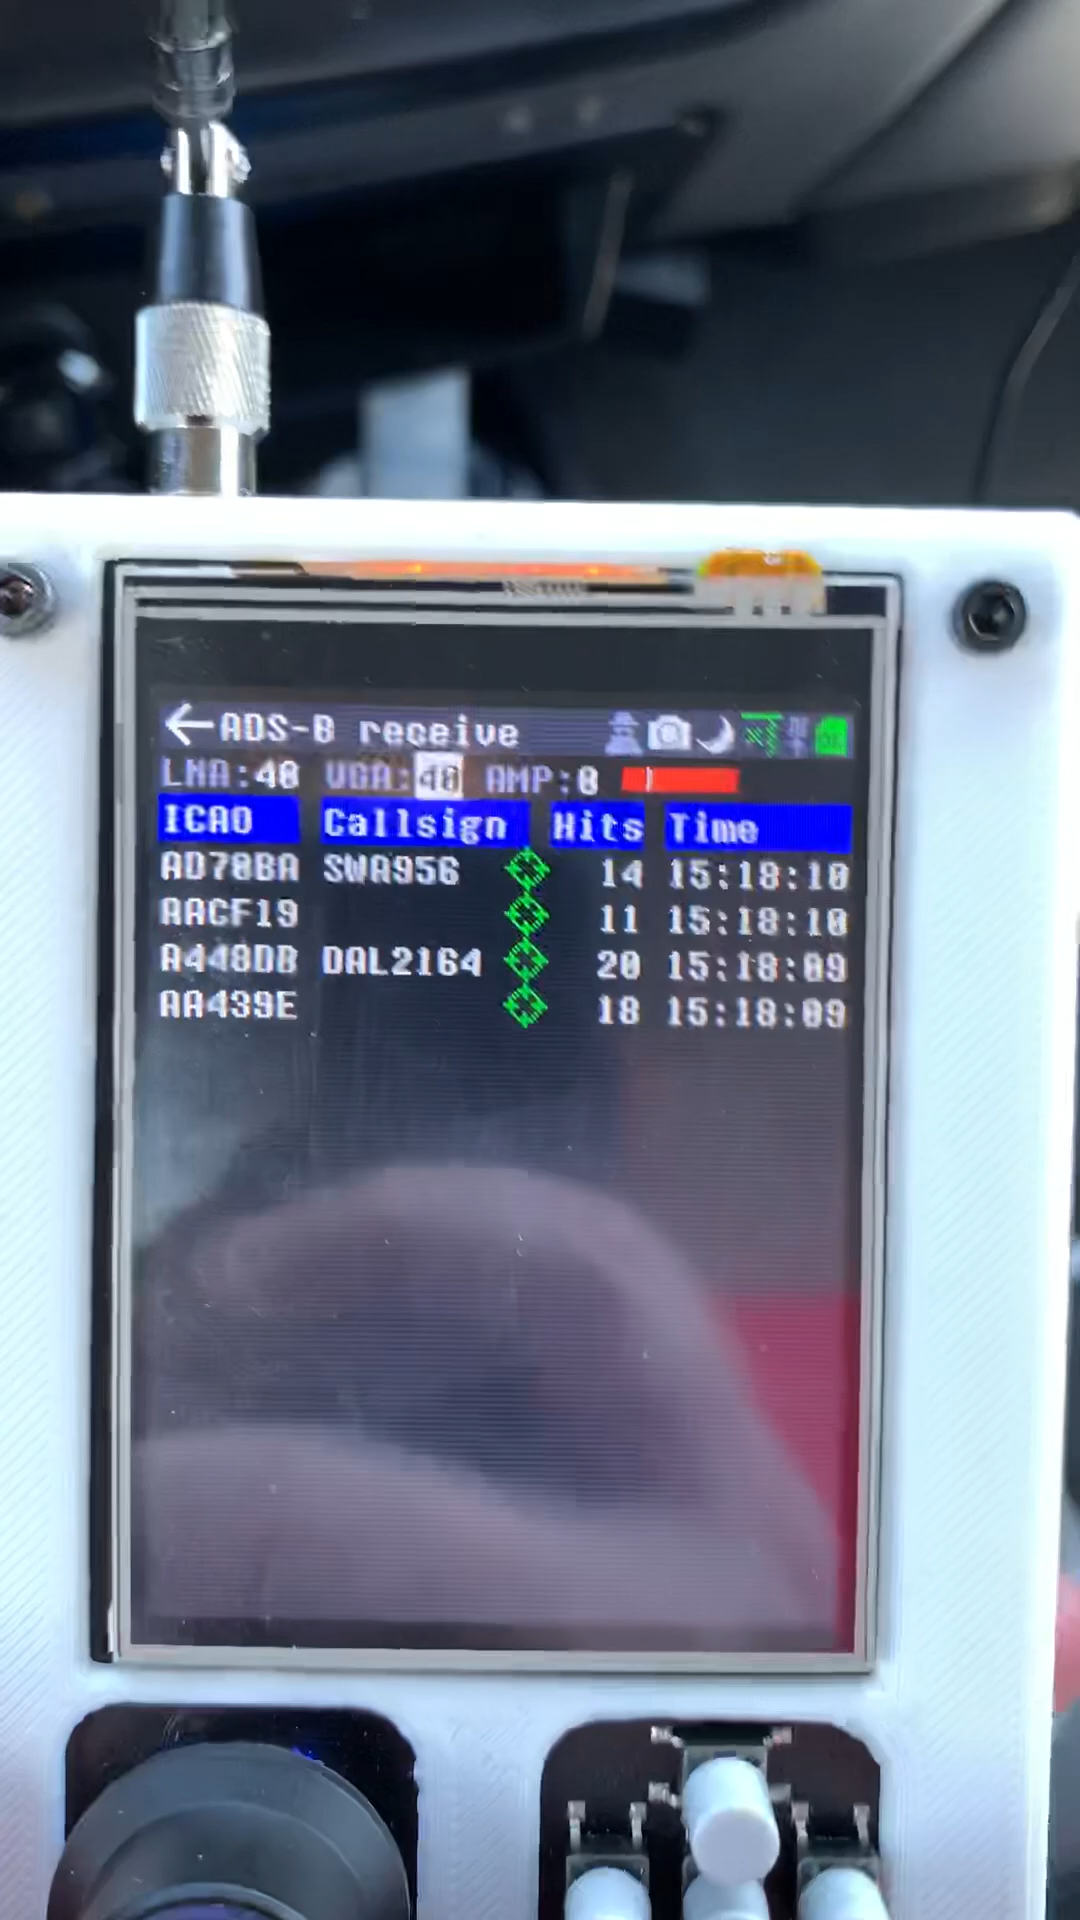 ADS-B receive
LNA:40 VGA:40 AMP:0
ICAO Callsign Hits Time
AD78BA SWA956 14 15:18:10
AACF19 11 15:18:10
A448DB DAL2164 20 15:18:09
AA439E 18 15:18:09